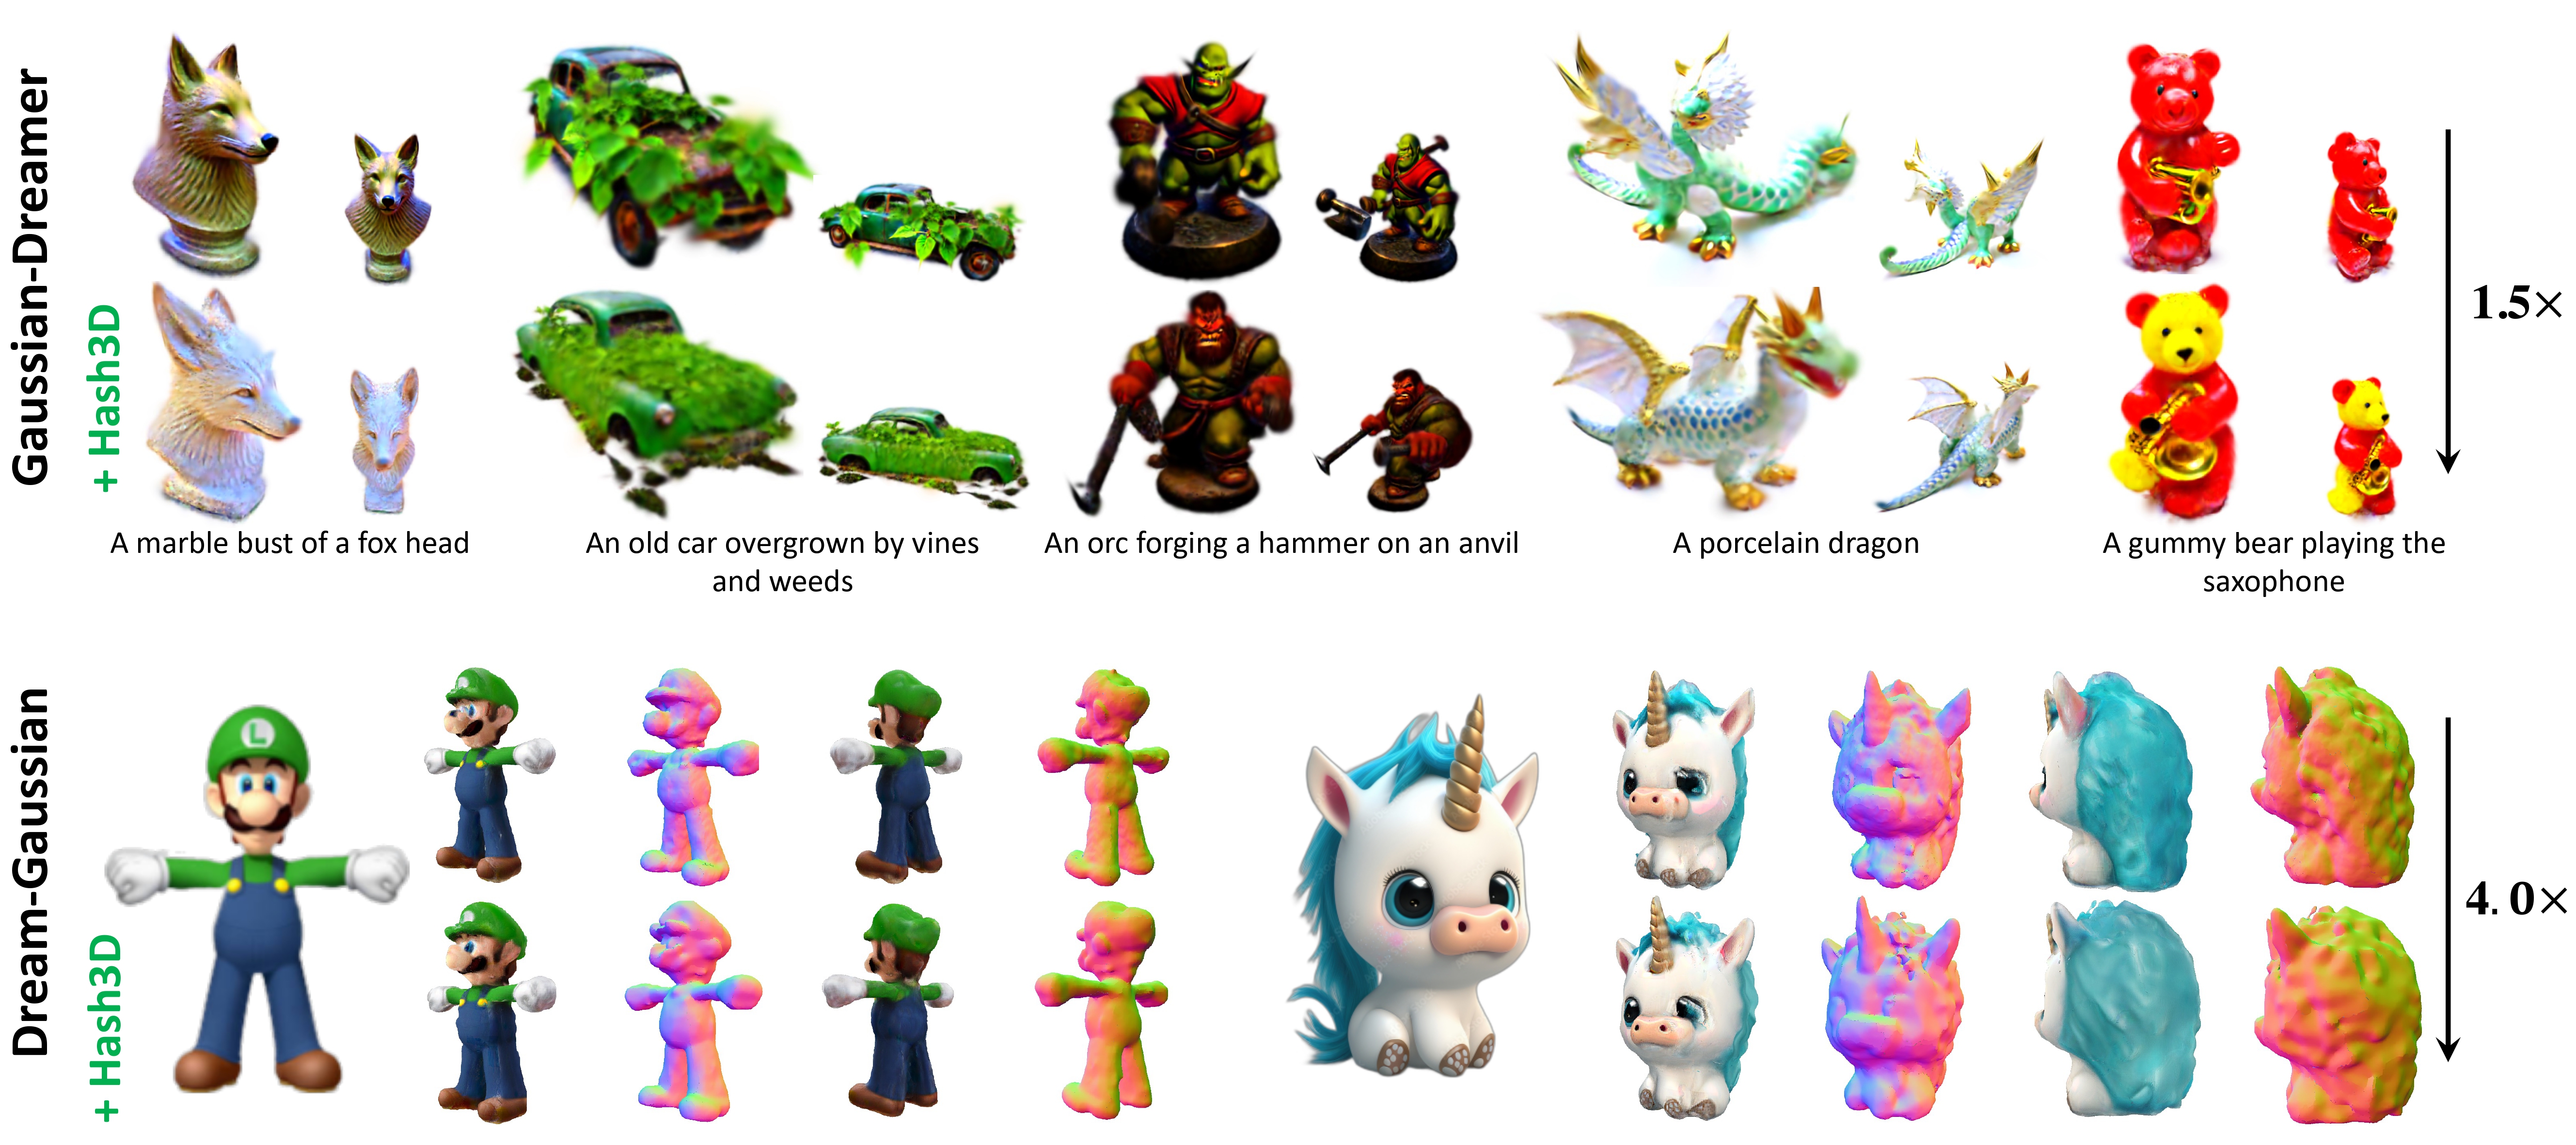 Gaussian-Dreamer
+ Hash3D
1.5×
A marble bust of a fox head
An old car overgrown by vines
and weeds
An orc forging a hammer on an anvil
A porcelain dragon
A gummy bear playing the
saxophone
Dream-Gaussian
+ Hash3D
L
4.0×